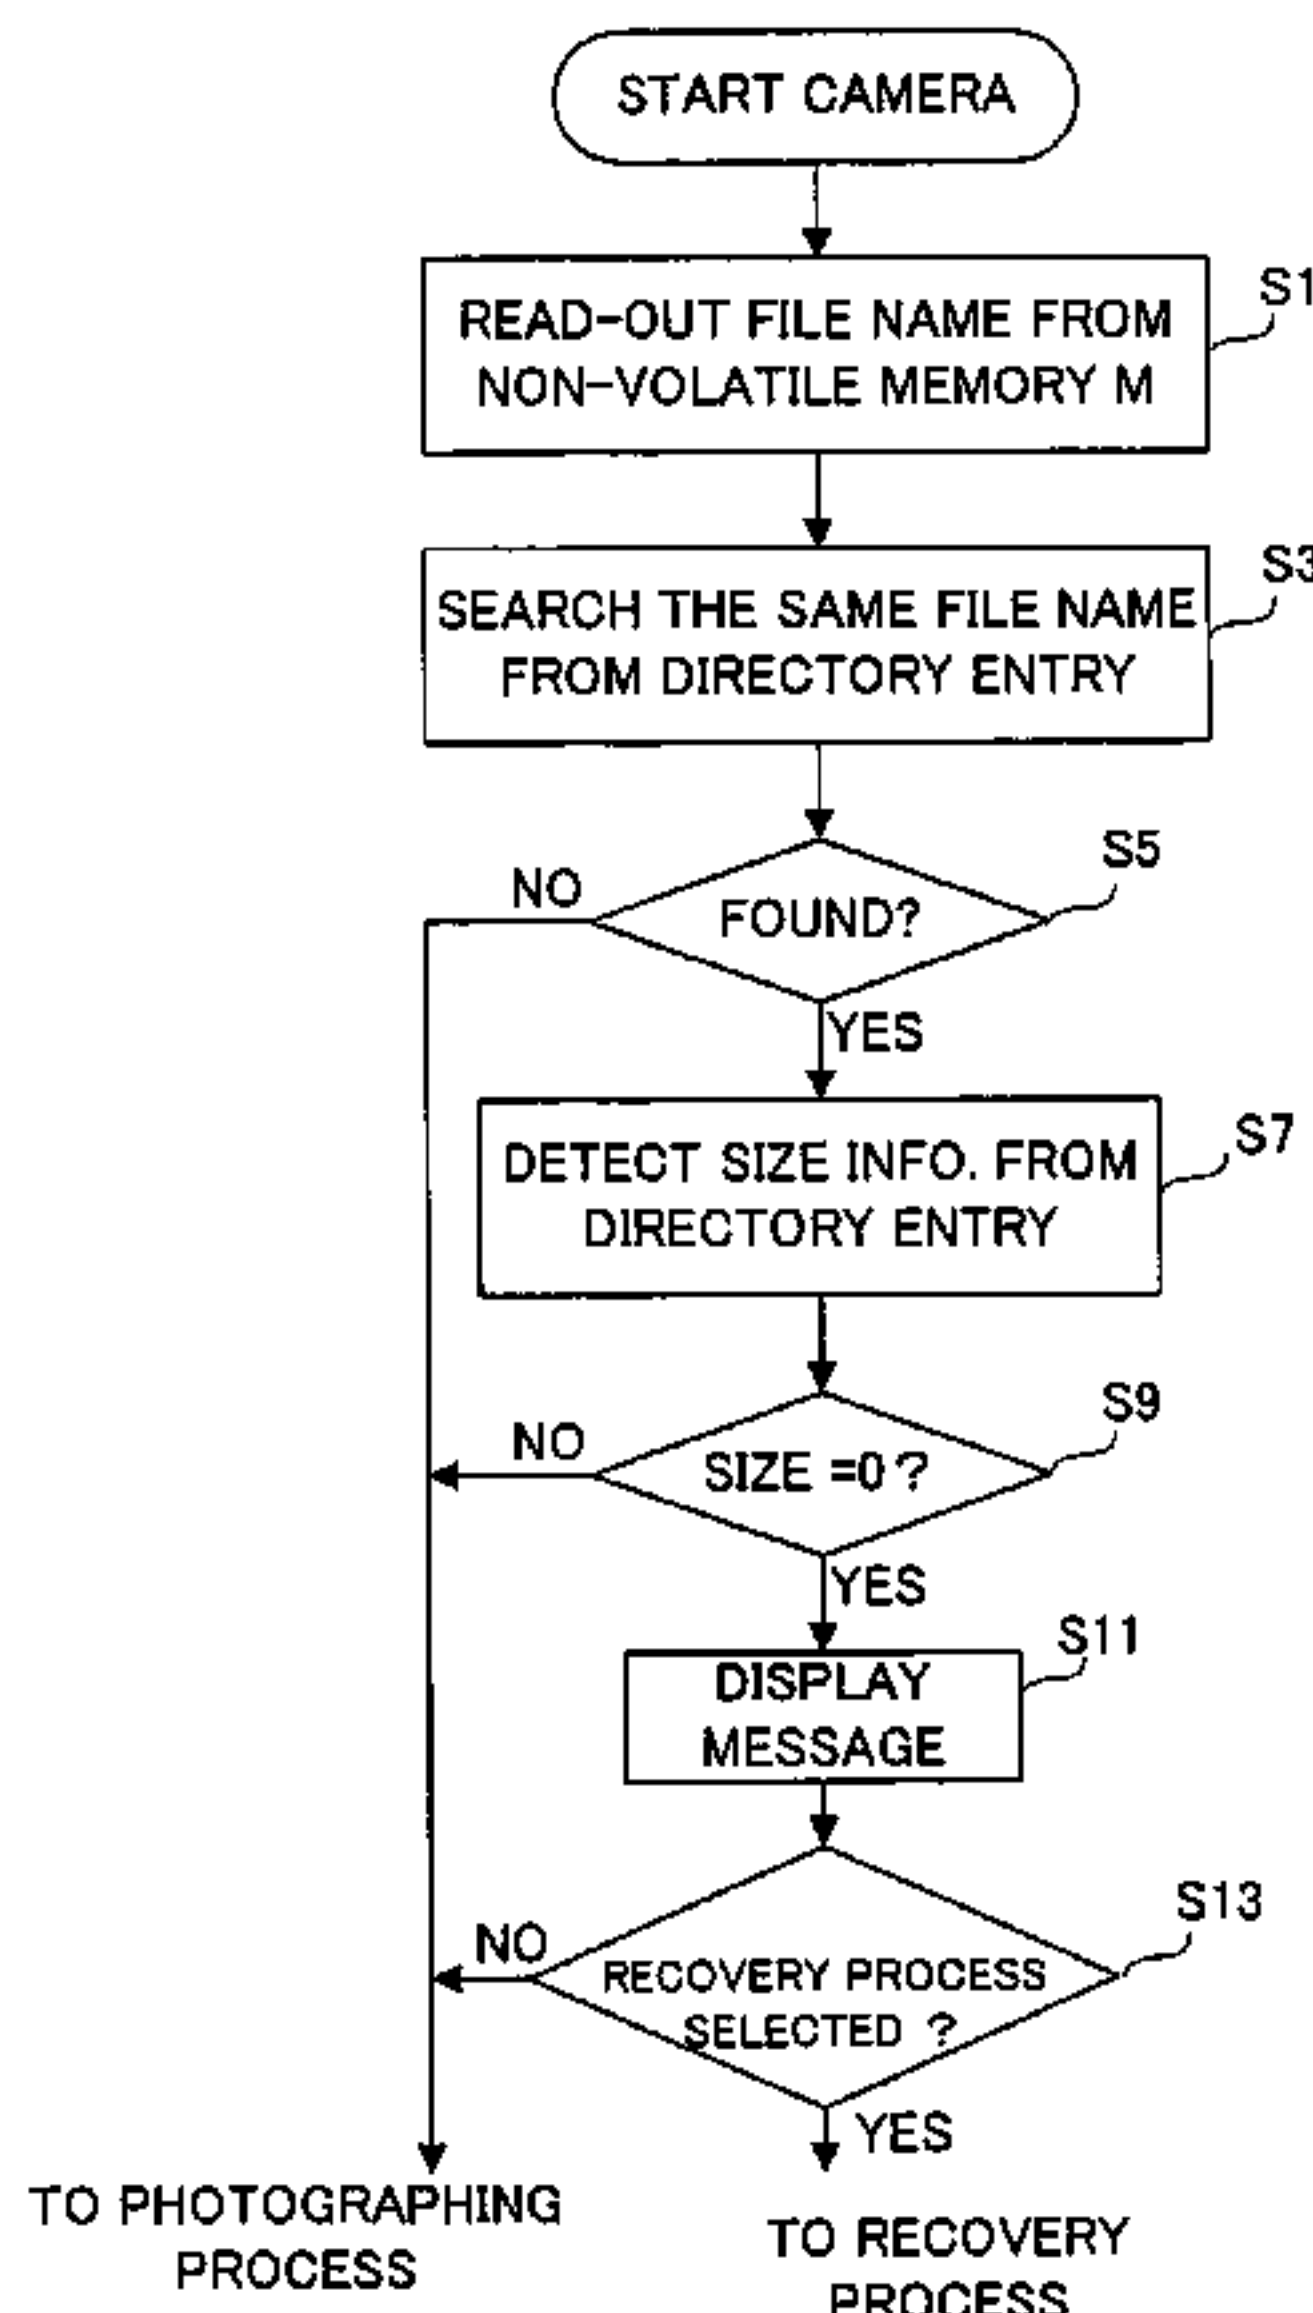 START CAMERA
READ-OUT FILE NAME FROM
NON-VOLATILE MEMORY M
S1
SEARCH THE SAME FILE NAME
FROM DIRECTORY ENTRY
S3
FOUND?
S5
NO
YES
DETECT SIZE INFO. FROM
DIRECTORY ENTRY
S7
SIZE =0 ?
S9
NO
YES
DISPLAY
MESSAGE
S11
RECOVERY PROCESS
SELECTED ?
S13
NO
YES
TO PHOTOGRAPHING
PROCESS
TO RECOVERY
PROCESS